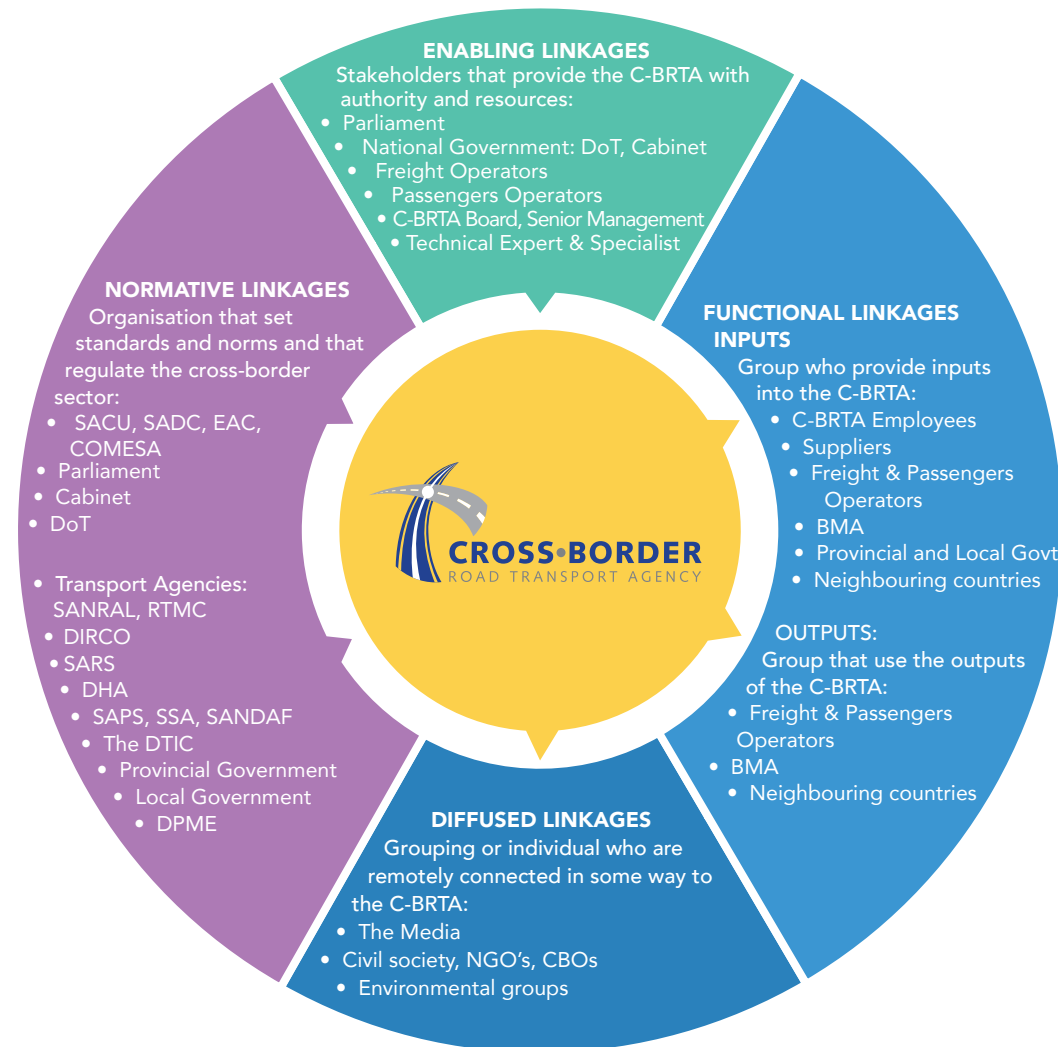 ENABLING LINKAGES
Stakeholders that provide the C-BRTA with
authority and resources:
• Parliament
• National Government: DoT, Cabinet
• Freight Operators
• Passengers Operators
• C-BRTA Board, Senior Management
• Technical Expert & Specialist
FUNCTIONAL LINKAGES
INPUTS
Group who provide inputs
into the C-BRTA:
• C-BRTA Employees
• Suppliers
• Freight & Passengers
Operators
• BMA
• Provincial and Local Govt
• Neighbouring countries
OUTPUTS:
Group that use the outputs
of the C-BRTA:
• Freight & Passengers
Operators
• BMA
• Neighbouring countries
DIFFUSED LINKAGES
Grouping or individual who are
remotely connected in some way to
the C-BRTA:
• The Media
• Civil society, NGO's, CBOs
• Environmental groups
NORMATIVE LINKAGES
Organisation that set
standards and norms and that
regulate the cross-border
sector:
• SACU, SADC, EAC,
COMESA
• Parliament
• Cabinet
• DoT
• Transport Agencies:
SANRAL, RTMC
• DIRCO
• SARS
• DHA
• SAPS, SSA, SANDAF
• The DTIC
• Provincial Government
• Local Government
• DPME
CROSS•BORDER
ROAD TRANSPORT AGENCY